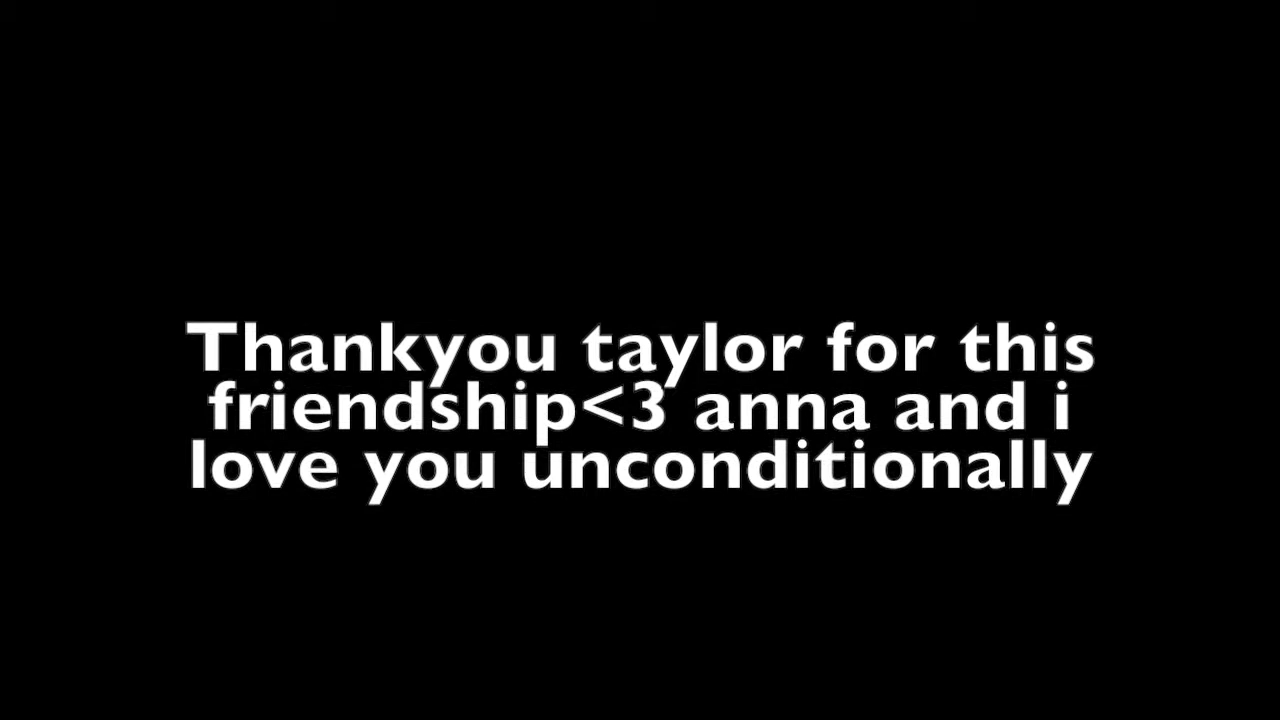 Thankyou taylor for this
friendship<3 anna and i
love you unconditionally